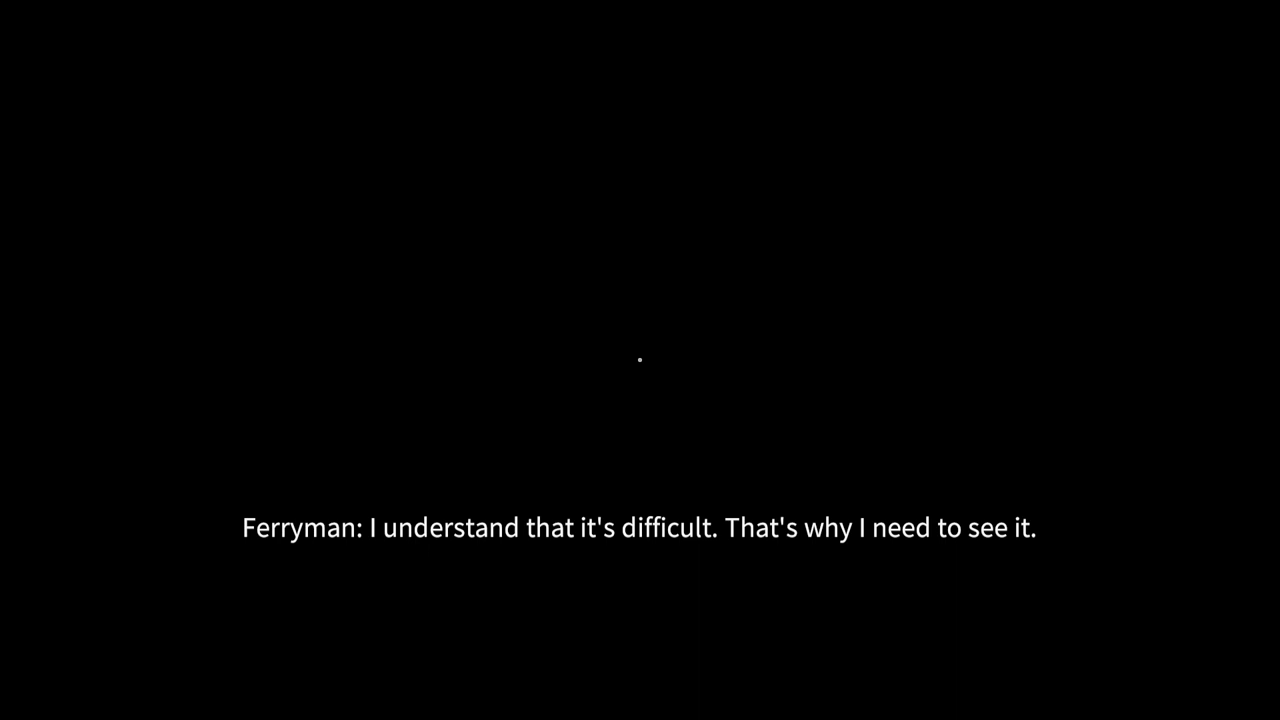 Ferryman: I understand that it's difficult. That's why I need to see it.